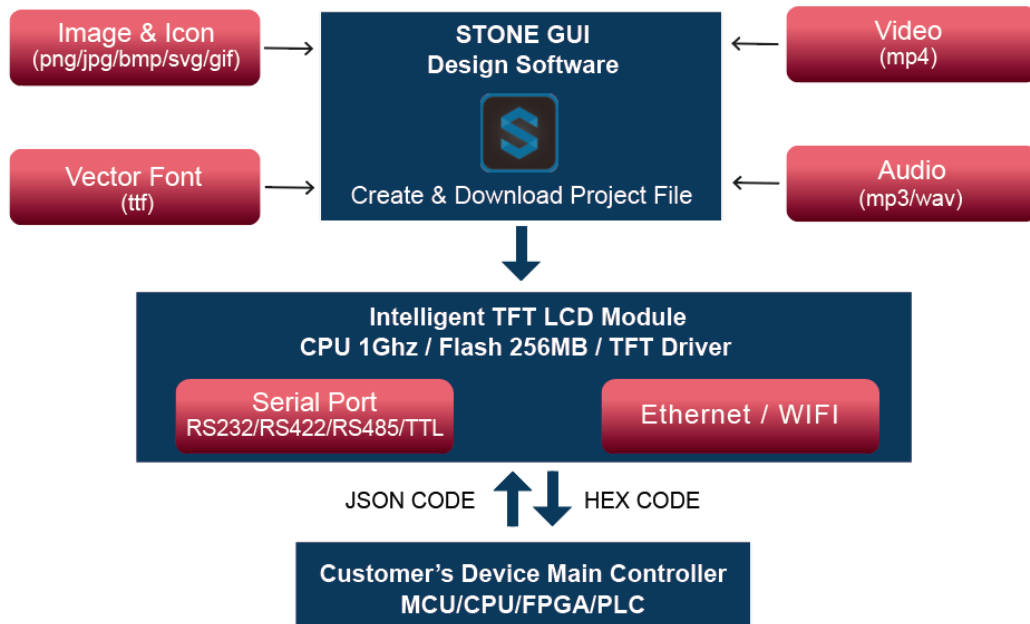 Image & Icon
(png/jpg/bmp/svg/gif)
STONE GUI
Design Software
Video
(mp4)
Vector Font
(ttf)
Create & Download Project File
Audio
(mp3/wav)
Intelligent TFT LCD Module
CPU 1Ghz / Flash 256MB / TFT Driver
Serial Port
RS232/RS422/RS485/TTL
Ethernet / WIFI
JSON CODE
HEX CODE
Customer’s Device Main Controller
MCU/CPU/FPGA/PLC